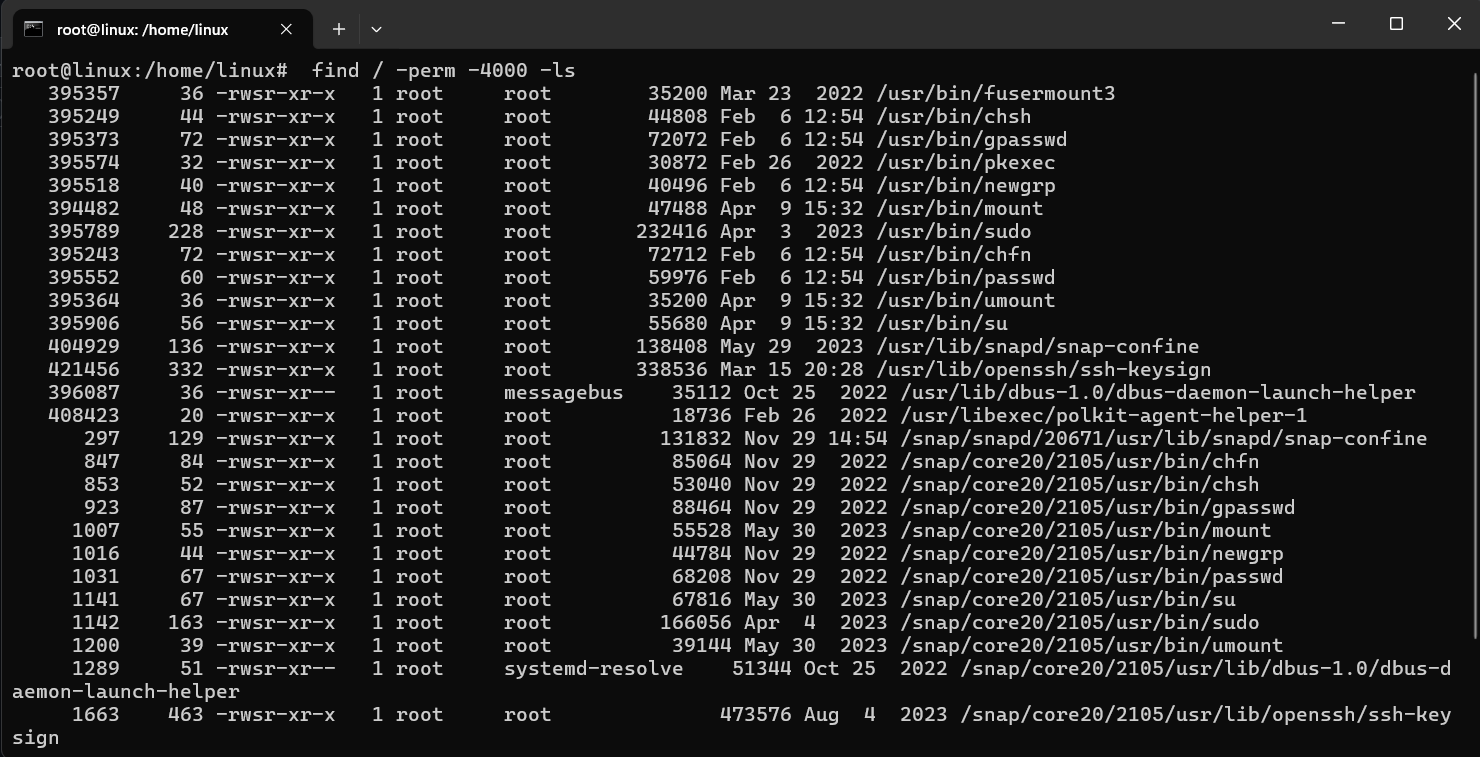 root@linux: /home/linux
root@linux:/home/linux#  find / -perm -4000 -ls
   395357     36 -rwsr-xr-x   1 root     root        35200 Mar 23  2022 /usr/bin/fusermount3
   395249     44 -rwsr-xr-x   1 root     root        44808 Feb  6 12:54 /usr/bin/chsh
   395373     72 -rwsr-xr-x   1 root     root        72072 Feb  6 12:54 /usr/bin/gpasswd
   395574     32 -rwsr-xr-x   1 root     root        30872 Feb 26  2022 /usr/bin/pkexec
   395518     40 -rwsr-xr-x   1 root     root        40496 Feb  6 12:54 /usr/bin/newgrp
   394482     48 -rwsr-xr-x   1 root     root        47488 Apr  9 15:32 /usr/bin/mount
   395789    228 -rwsr-xr-x   1 root     root       232416 Apr  3  2023 /usr/bin/sudo
   395243     72 -rwsr-xr-x   1 root     root        72712 Feb  6 12:54 /usr/bin/chfn
   395552     60 -rwsr-xr-x   1 root     root        59976 Feb  6 12:54 /usr/bin/passwd
   395364     36 -rwsr-xr-x   1 root     root        35200 Apr  9 15:32 /usr/bin/umount
   395906     56 -rwsr-xr-x   1 root     root        55680 Apr  9 15:32 /usr/bin/su
   404929    136 -rwsr-xr-x   1 root     root       138408 May 29  2023 /usr/lib/snapd/snap-confine
   421456    332 -rwsr-xr-x   1 root     root       338536 Mar 15 20:28 /usr/lib/openssh/ssh-keysign
   396087     36 -rwsr-xr--   1 root     messagebus    35112 Oct 25  2022 /usr/lib/dbus-1.0/dbus-daemon-launch-helper
   408423     20 -rwsr-xr-x   1 root     root          18736 Feb 26  2022 /usr/libexec/polkit-agent-helper-1
      297    129 -rwsr-xr-x   1 root     root         131832 Nov 29 14:54 /snap/snapd/20671/usr/lib/snapd/snap-confine
      847     84 -rwsr-xr-x   1 root     root          85064 Nov 29  2022 /snap/core20/2105/usr/bin/chfn
      853     52 -rwsr-xr-x   1 root     root          53040 Nov 29  2022 /snap/core20/2105/usr/bin/chsh
      923     87 -rwsr-xr-x   1 root     root          88464 Nov 29  2022 /snap/core20/2105/usr/bin/gpasswd
     1007     55 -rwsr-xr-x   1 root     root          55528 May 30  2023 /snap/core20/2105/usr/bin/mount
     1016     44 -rwsr-xr-x   1 root     root          44784 Nov 29  2022 /snap/core20/2105/usr/bin/newgrp
     1031     67 -rwsr-xr-x   1 root     root          68208 Nov 29  2022 /snap/core20/2105/usr/bin/passwd
     1141     67 -rwsr-xr-x   1 root     root          67816 May 30  2023 /snap/core20/2105/usr/bin/su
     1142    163 -rwsr-xr-x   1 root     root         166056 Apr  4  2023 /snap/core20/2105/usr/bin/sudo
     1200     39 -rwsr-xr-x   1 root     root          39144 May 30  2023 /snap/core20/2105/usr/bin/umount
     1289     51 -rwsr-xr--   1 root     systemd-resolve    51344 Oct 25  2022 /snap/core20/2105/usr/lib/dbus-1.0/dbus-d
aemon-launch-helper
     1663    463 -rwsr-xr-x   1 root     root              473576 Aug  4  2023 /snap/core20/2105/usr/lib/openssh/ssh-key
sign